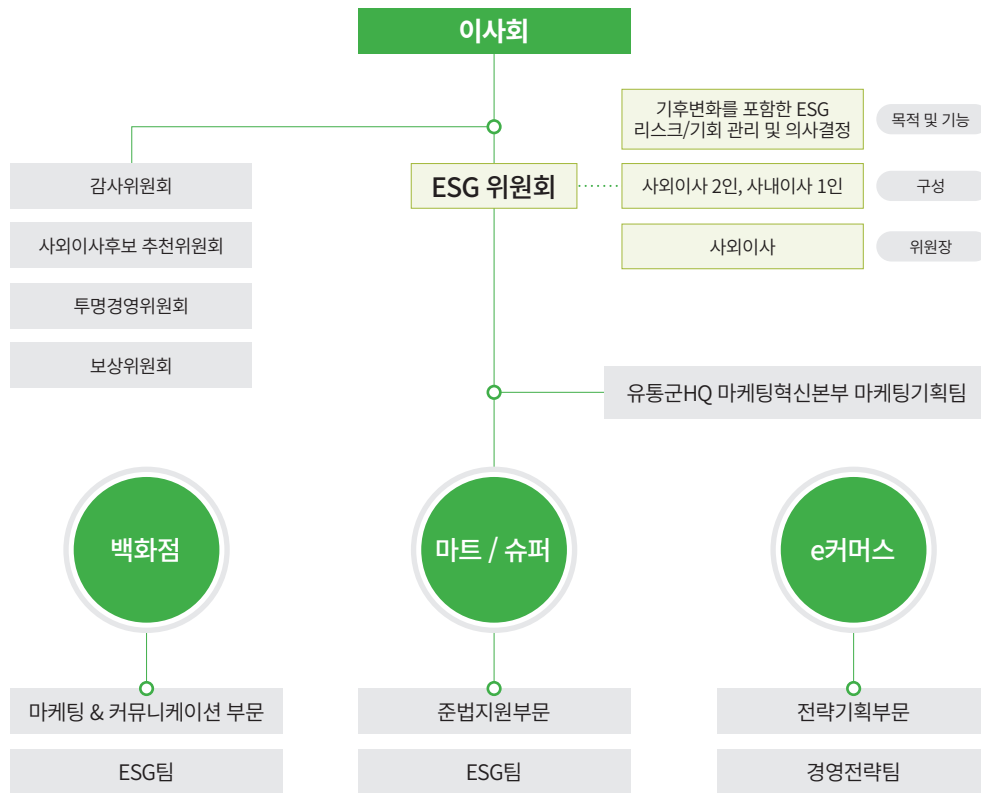 이사회
기후변화를 포함한 ESG
리스크/기회 관리 및 의사결정
목적 및 기능
감사위원회
ESG 위원회
사외이사 2인, 사내이사 1인
구성
사외이사후보 추천위원회
사외이사
위원장
투명경영위원회
보상위원회
유통군HQ 마케팅혁신본부 마케팅기획팀
백화점
마트 / 슈퍼
e커머스
마케팅 & 커뮤니케이션 부문
준법지원부문
전략기획부문
ESG팀
ESG팀
경영전략팀